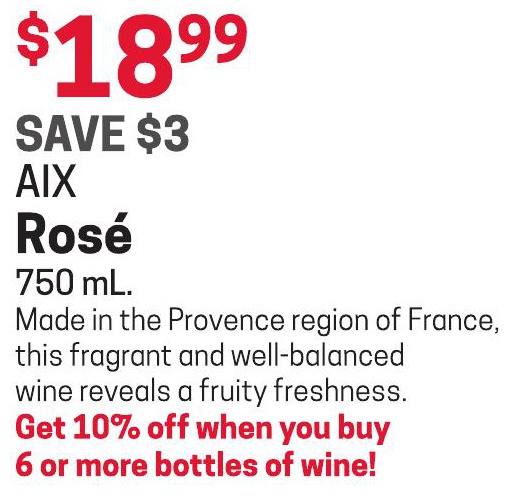 $18.99
SAVE $3
AIX
Rosé
750 mL.
Made in the Provence region of France,
this fragrant and well-balanced
wine reveals a fruity freshness.
Get 10% off when you buy
6 or more bottles of wine!